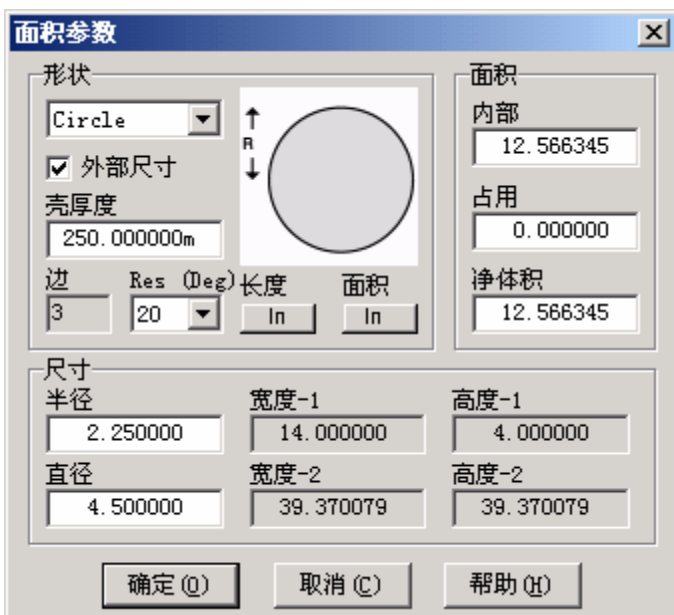 面积参数
形状
Circle
R
外部尺寸
亮厚度
250.000000m
边
Res (Deg)
3
20
长度
面积
In
In
面积
内部
12.566345
占用
0.000000
净体积
12.566345
尺寸
半径
宽度-1
高度-1
2.250000
14.000000
4.000000
直径
宽度-2
高度-2
4.500000
39.370079
39.370079
确定(O)
取消(C)
帮助(H)